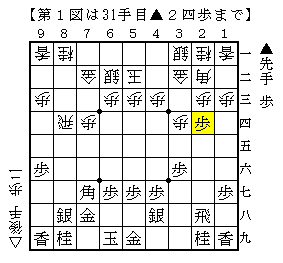 【第１図は31手目▲２四歩まで】
９ ８ ７ ６ ５ ４ ３ ２ １
香 桂 銀 桂 香 一
金 銀 玉 金 角 二
歩 歩 歩 歩 歩 歩 三
飛 歩 歩 歩 四
五
歩 歩 六
角 歩 歩 歩 歩 七
銀 金 銀 飛 八
香 桂 玉 金 桂 香 九
▲先手 歩
△後手 歩二